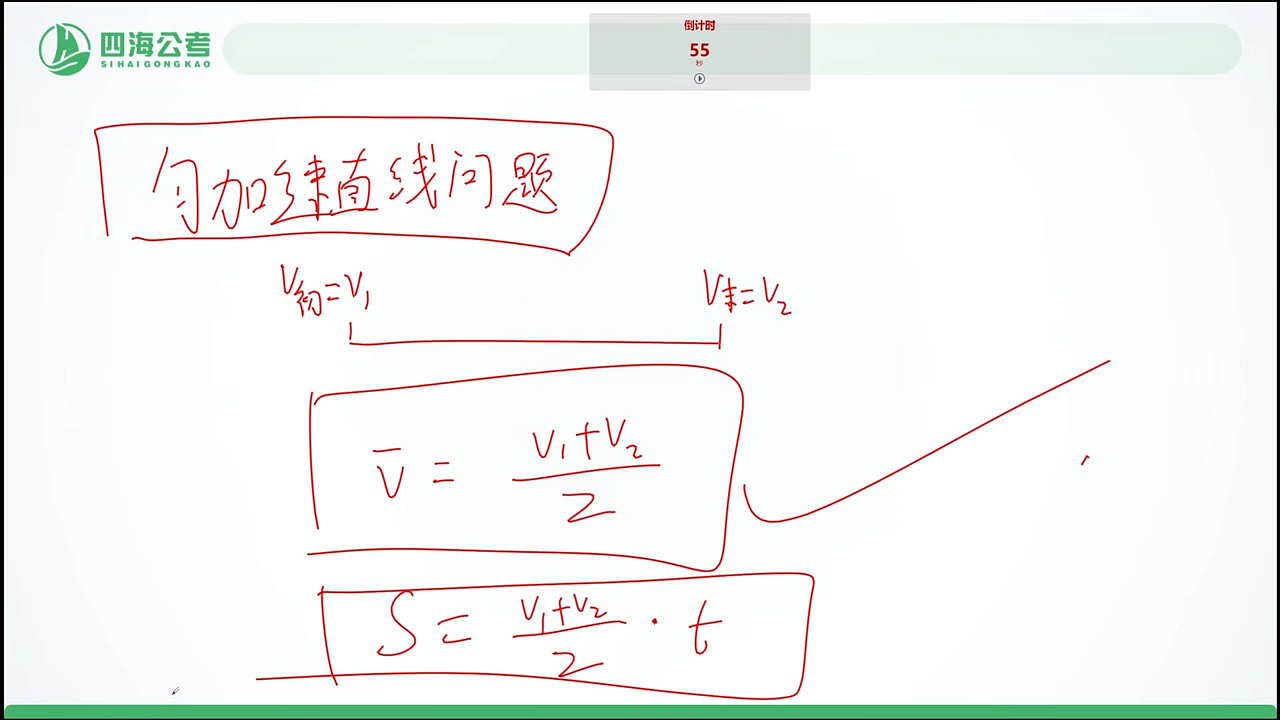 四海公考
SIHAIGONGKAO
倒计时
55
秒
匀加速直线问题
V初=V₁
V末=V₂
v̄ = (V₁+V₂)/2
S = (V₁+V₂)/2 · t